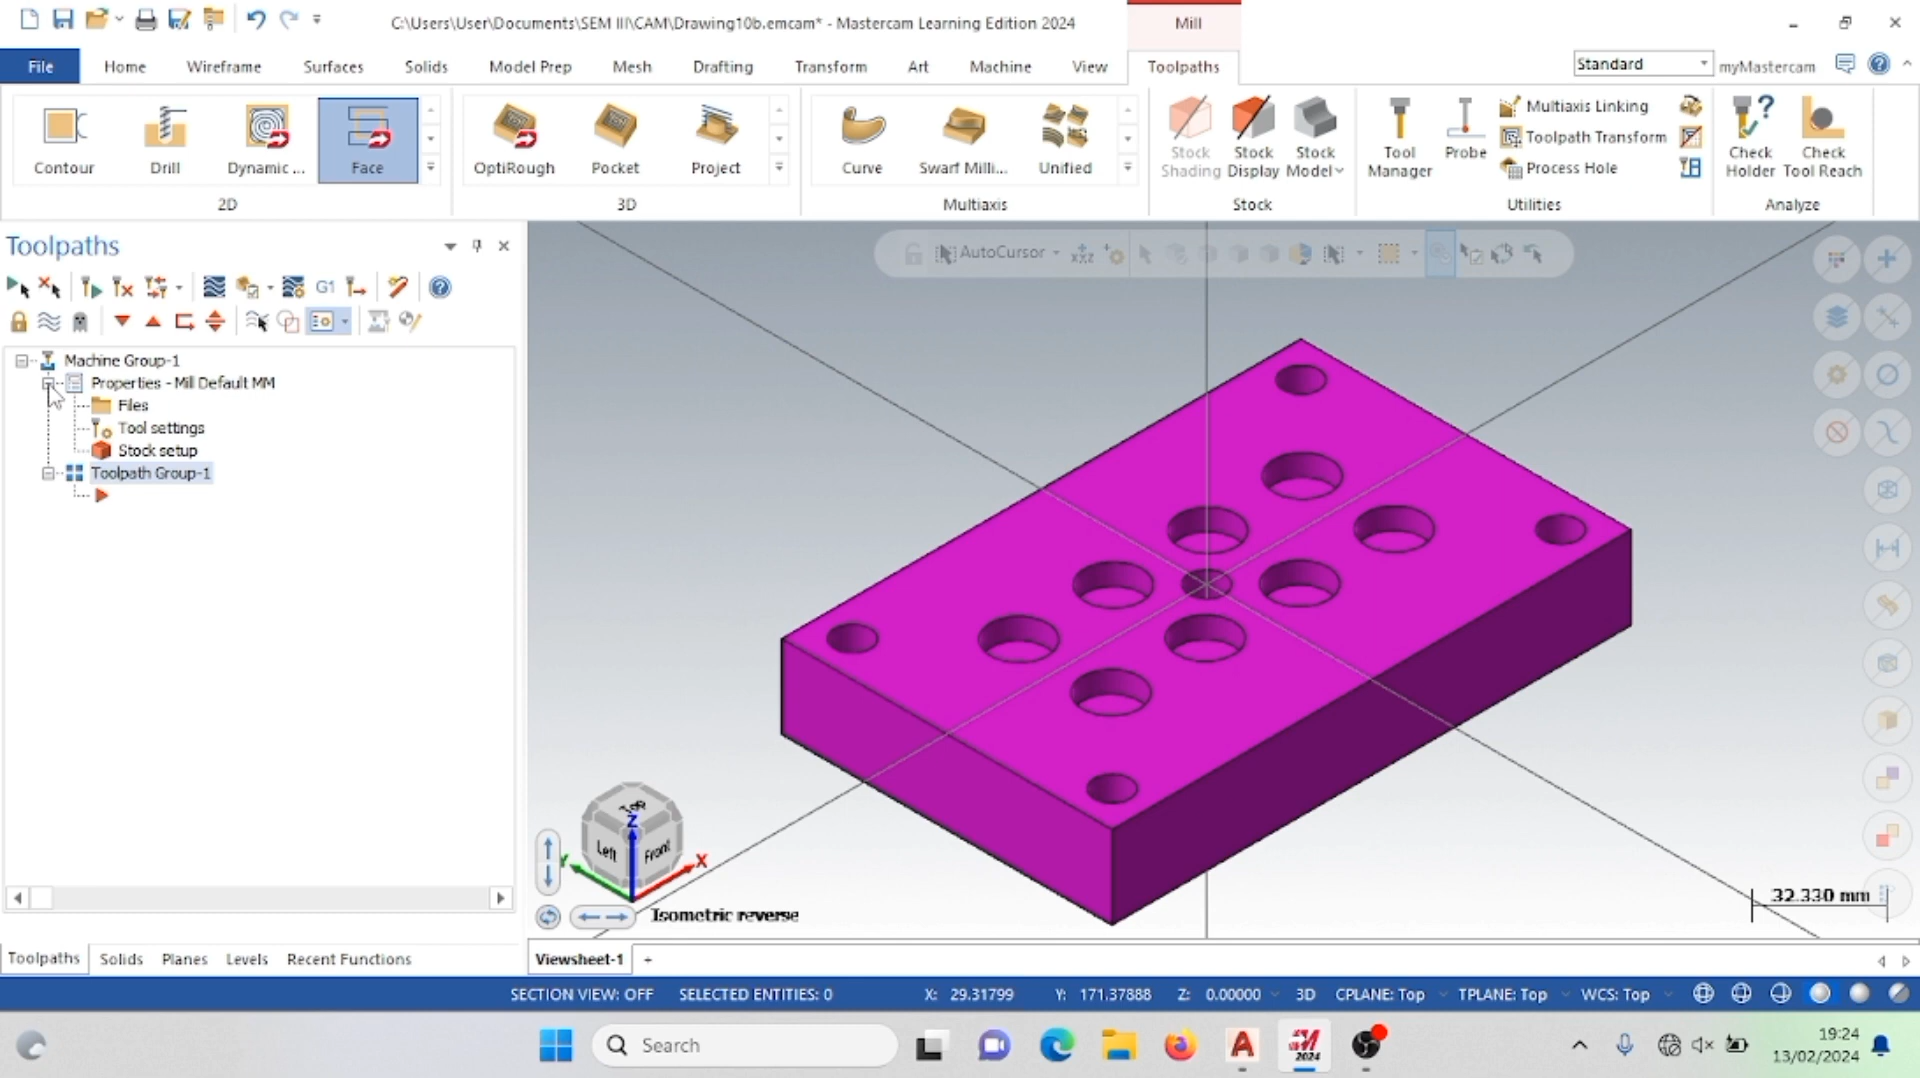 C:\Users\User\Documents\SEM III\CAM\Drawing10b.emcam* - Mastercam Learning Edition 2024
Mill
File
Home
Wireframe
Surfaces
Solids
Model Prep
Mesh
Drafting
Transform
Art
Machine
View
Toolpaths
Standard
myMastercam
Contour
Drill
Dynamic ...
Face
2D
OptiRough
Pocket
Project
3D
Curve
Swarf Milli...
Unified
Multiaxis
Stock
Shading
Stock
Display
Stock
Model
Stock
Tool
Manager
Probe
Multiaxis Linking
Toolpath Transform
Process Hole
Utilities
Check
Holder
Check
Tool Reach
Analyze
Toolpaths
G1
Machine Group-1
Properties - Mill Default MM
Files
Tool settings
Stock setup
Toolpath Group-1
AutoCursor
XYZ
Top
Left
Front
Z
Y
X
Isometric reverse
32.330 mm
Toolpaths
Solids
Planes
Levels
Recent Functions
Viewsheet-1
+
SECTION VIEW: OFF
SELECTED ENTITIES: 0
X: 29.31799
Y: 171.37888
Z: 0.00000
3D
CPLANE: Top
TPLANE: Top
WCS: Top
Search
2024
19:24
13/02/2024